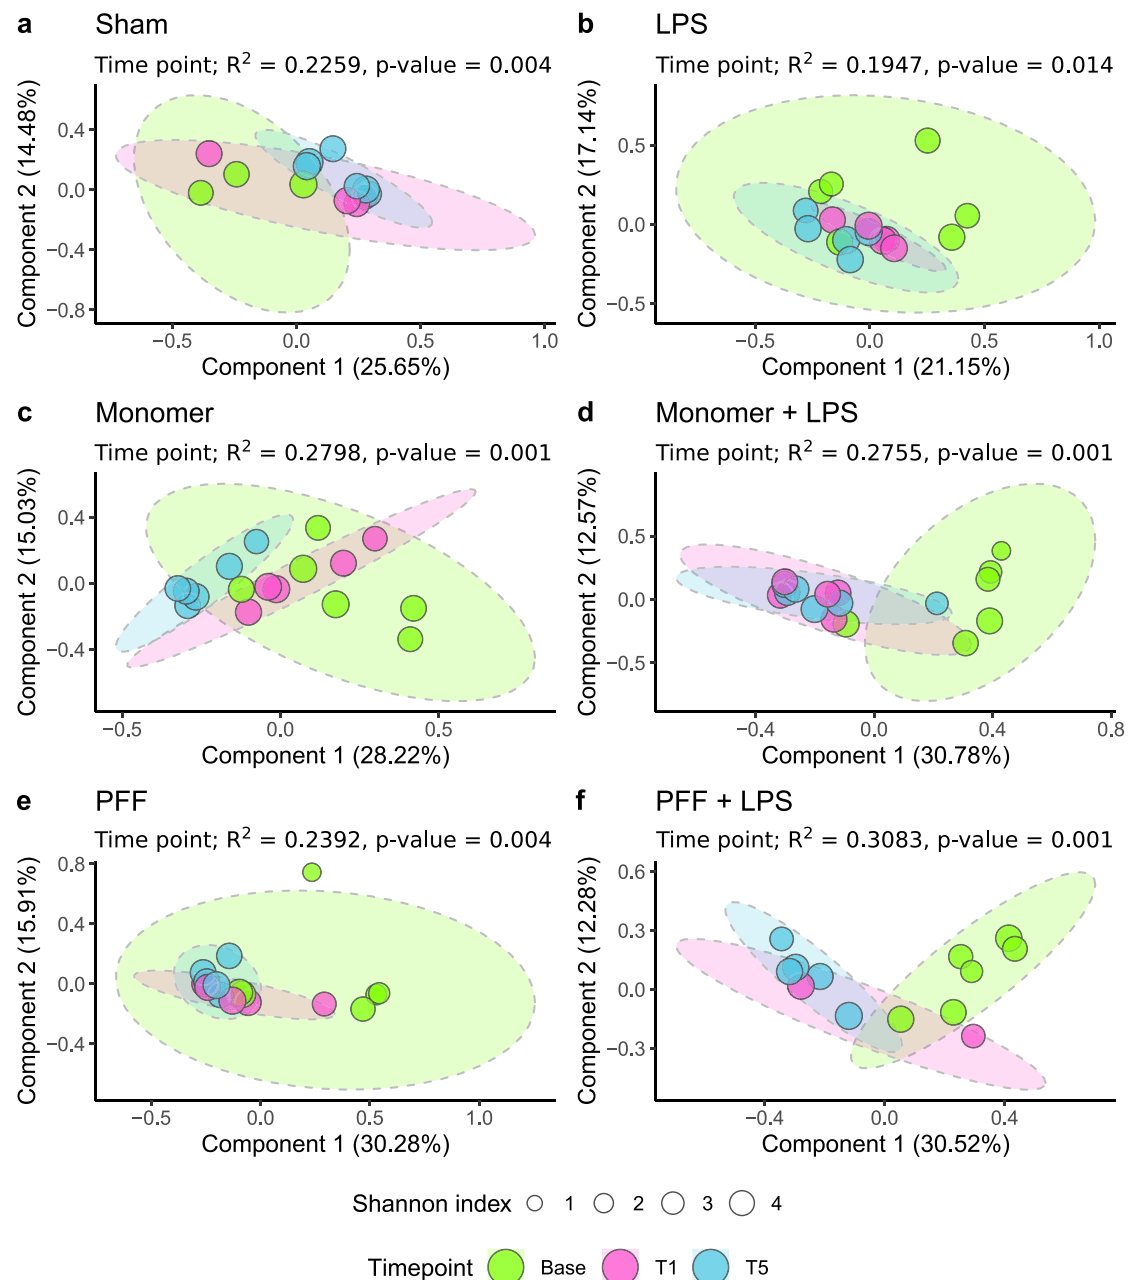 a Sham
Time point; R² = 0.2259, p-value = 0.004
Component 2 (14.48%)
0.4
0.0
−0.4
−0.8
−0.5 0.0 0.5 1.0
Component 1 (25.65%)
b LPS
Time point; R² = 0.1947, p-value = 0.014
Component 2 (17.14%)
0.5
0.0
−0.5
−0.5 0.0 0.5 1.0
Component 1 (21.15%)
c Monomer
Time point; R² = 0.2798, p-value = 0.001
Component 2 (15.03%)
0.4
0.0
−0.4
−0.5 0.0 0.5
Component 1 (28.22%)
d Monomer + LPS
Time point; R² = 0.2755, p-value = 0.001
Component 2 (12.57%)
0.5
0.0
−0.5
−0.4 0.0 0.4 0.8
Component 1 (30.78%)
e PFF
Time point; R² = 0.2392, p-value = 0.004
Component 2 (15.91%)
0.8
0.4
0.0
−0.4
−0.5 0.0 0.5 1.0
Component 1 (30.28%)
f PFF + LPS
Time point; R² = 0.3083, p-value = 0.001
Component 2 (12.28%)
0.6
0.3
0.0
−0.3
−0.4 0.0 0.4
Component 1 (30.52%)
Shannon index 1 2 3 4
Timepoint Base T1 T5